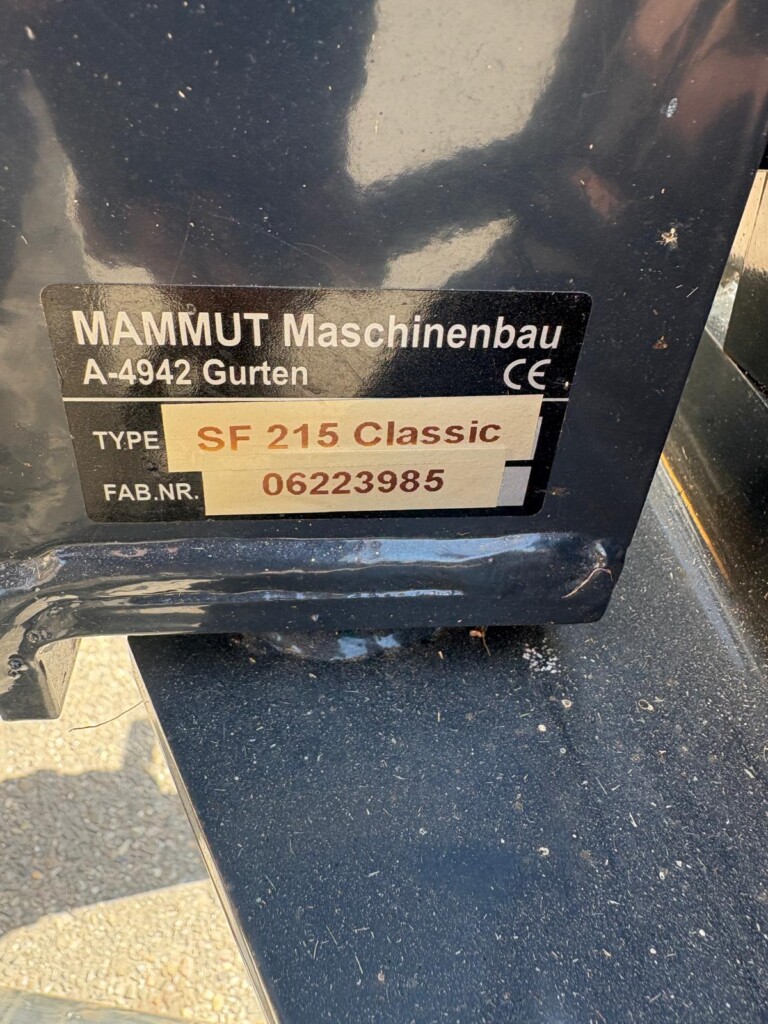 MAMMUT Maschinenbau
A-4942 Gurten CE
TYPE SF 215 Classic
FAB.NR. 06223985